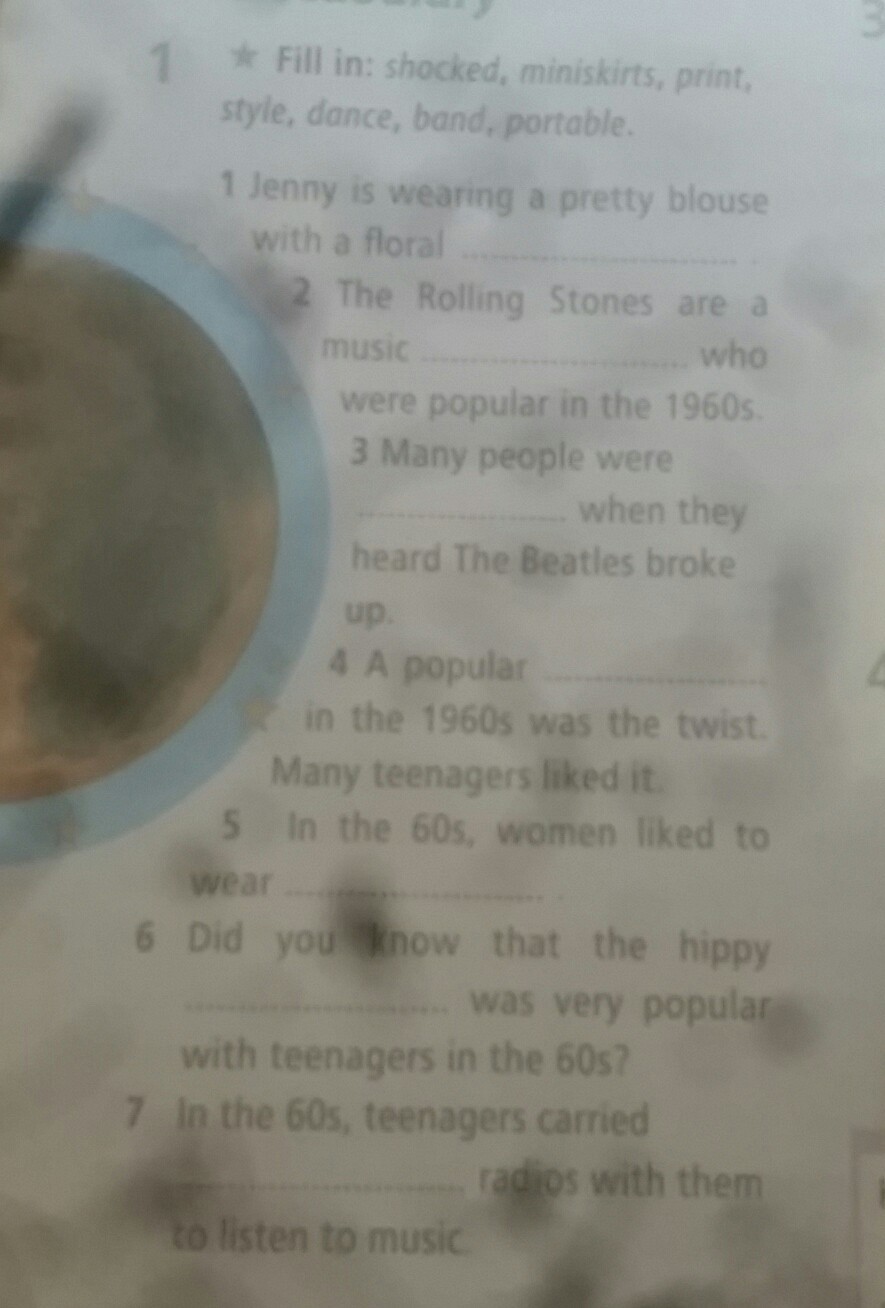 1 ★ Fill in: shocked, miniskirts, print,
style, dance, band, portable.
1 Jenny is wearing a pretty blouse
with a floral ........................ .
2 The Rolling Stones are a
music ........................ who
were popular in the 1960s.
3 Many people were
........................ when they
heard The Beatles broke
up.
4 A popular ........................
in the 1960s was the twist.
Many teenagers liked it.
5 In the 60s, women liked to
wear ........................ .
6 Did you know that the hippy
........................ was very popular
with teenagers in the 60s?
7 In the 60s, teenagers carried
........................ radios with them
to listen to music.
3
4